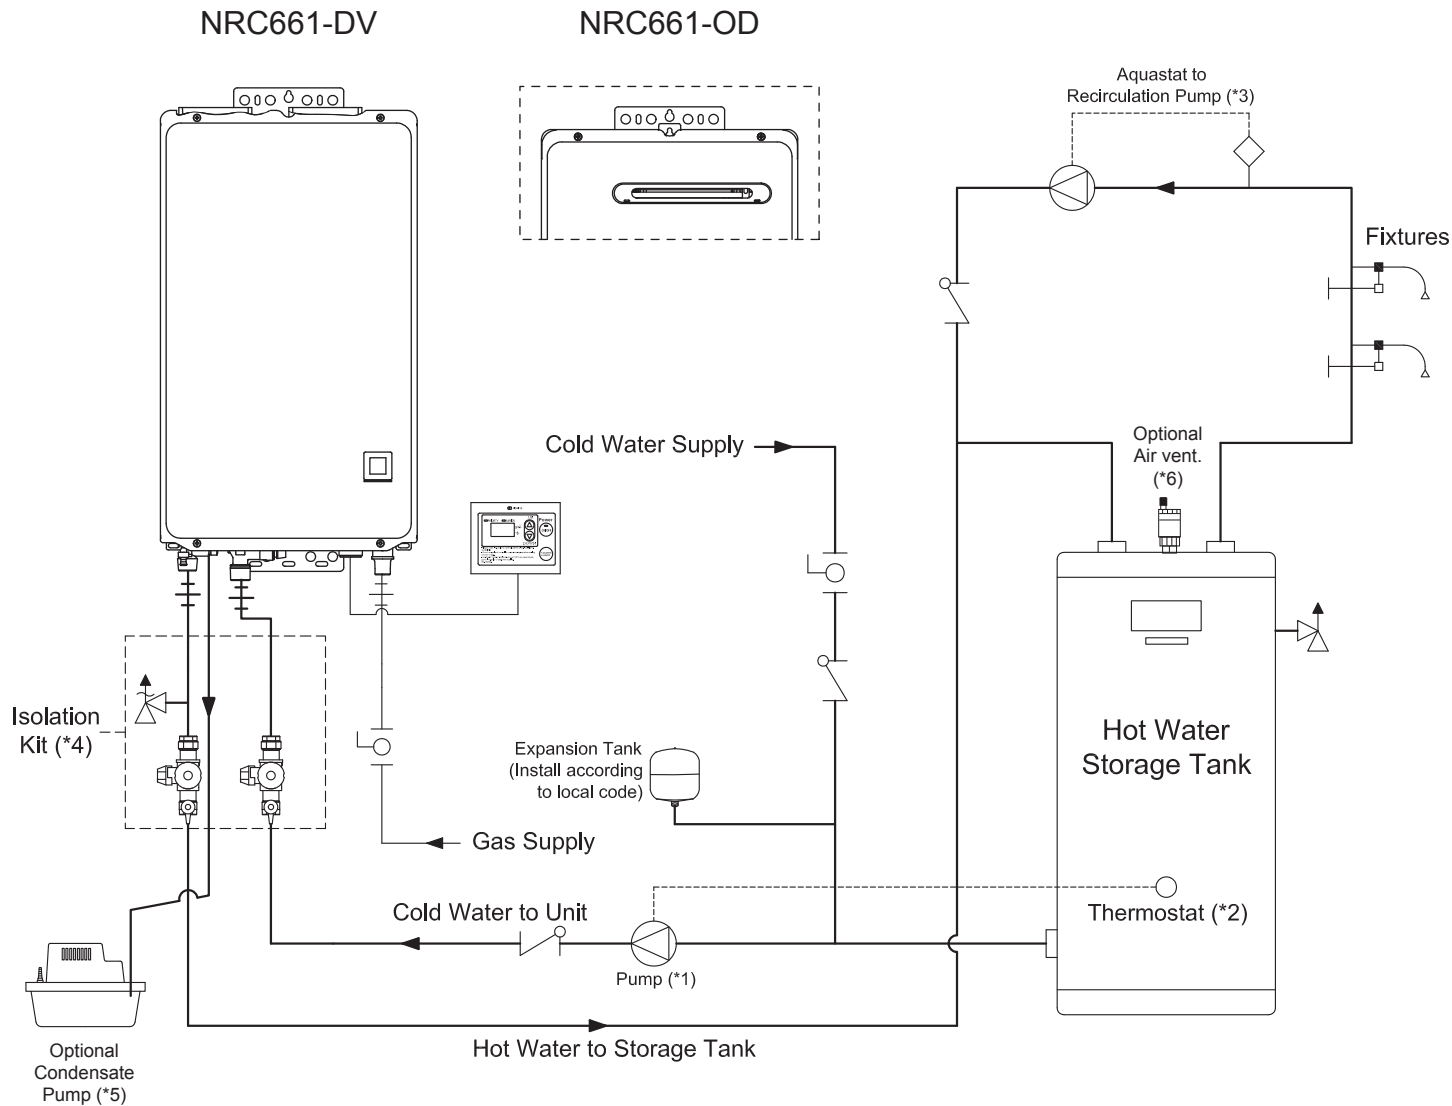 NRC661-DV
NRC661-OD
Aquastat to
Recirculation Pump (*3)
Fixtures
Cold Water Supply
Optional
Air vent.
(*6)
Isolation
Kit (*4)
Expansion Tank
(Install according
to local code)
Hot Water
Storage Tank
Gas Supply
Cold Water to Unit
Thermostat (*2)
Pump (*1)
Hot Water to Storage Tank
Optional
Condensate
Pump (*5)